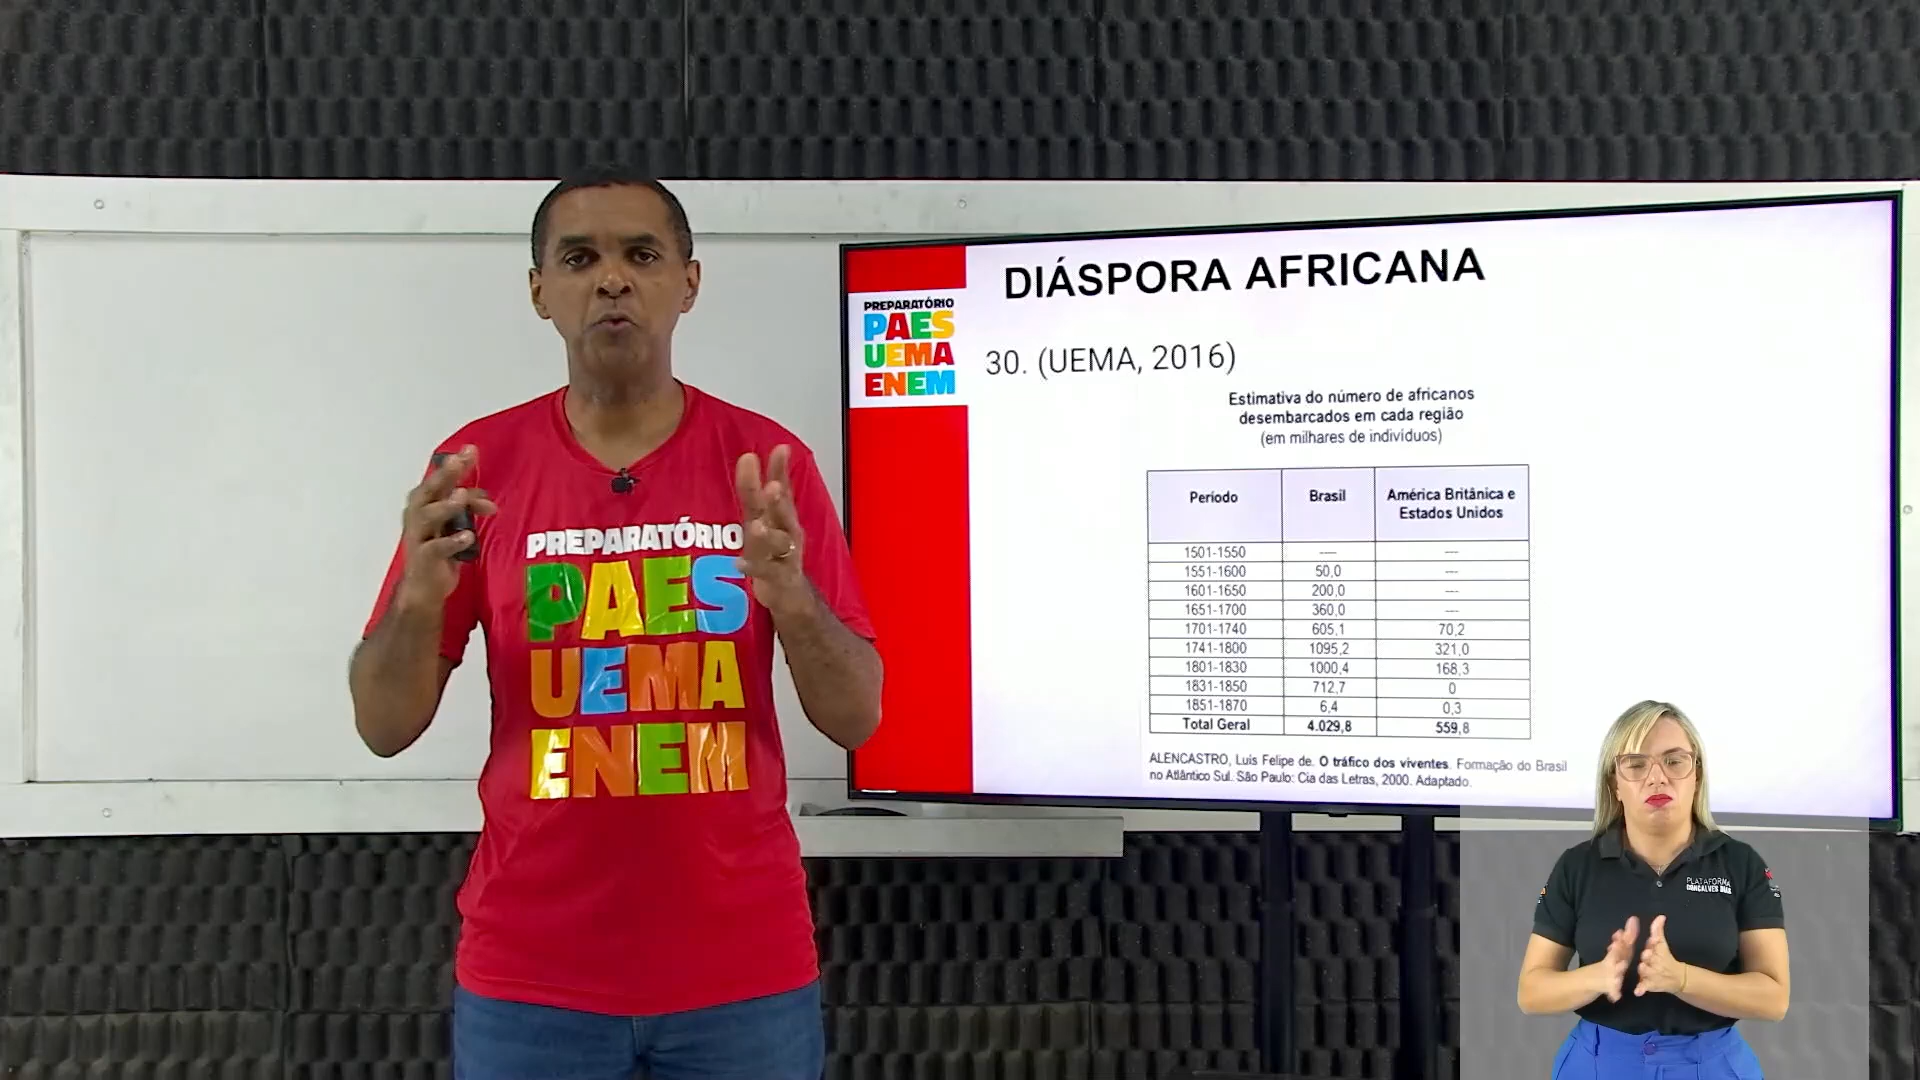 DIÁSPORA AFRICANA
PREPARATÓRIO
PAES
UEMA
ENEM
30. (UEMA, 2016)
Estimativa do número de africanos
desembarcados em cada região
(em milhares de indivíduos)
Período Brasil América Britânica e Estados Unidos
1501-1550 ---- ----
1551-1600 50,0 ----
1601-1650 200,0 ----
1651-1700 360,0 ----
1701-1740 605,1 70,2
1741-1800 1095,2 321,0
1801-1830 1000,4 168,3
1831-1850 712,7 0
1851-1870 6,4 0,3
Total Geral 4.029,8 559,8
ALENCASTRO, Luís Felipe de. O tráfico dos viventes. Formação do Brasil
no Atlântico Sul. São Paulo: Cia das Letras, 2000. Adaptado.
PREPARATÓRIO
PAES
UEMA
ENEM
PLATAFORMA
GONÇALVES DIAS